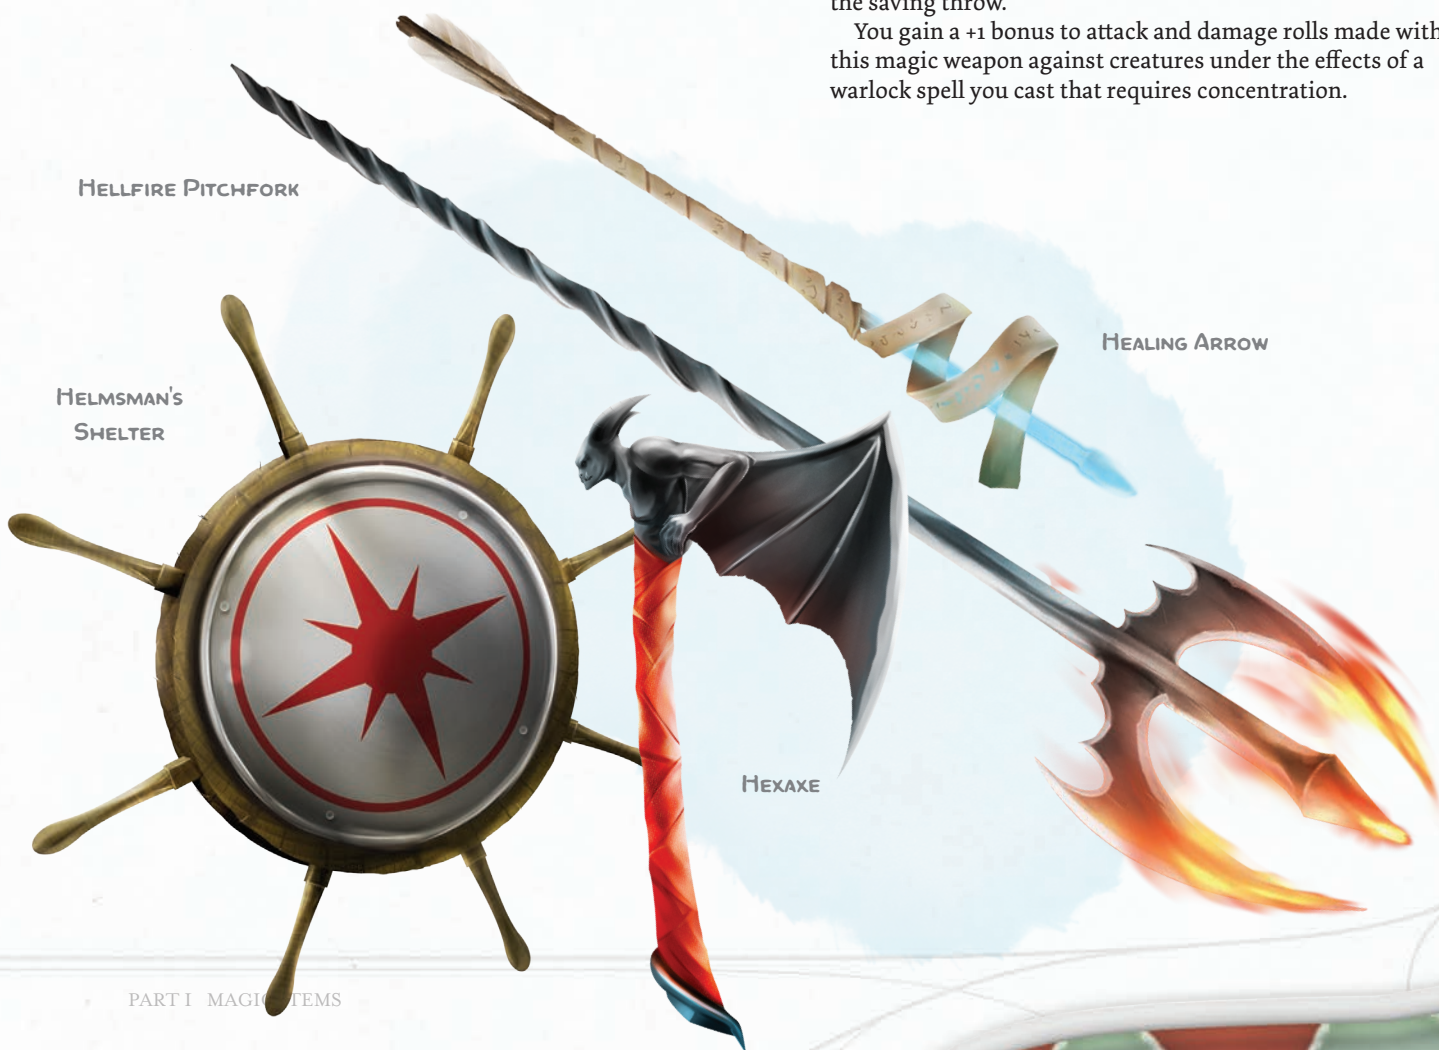 the saving throw.
You gain a +1 bonus to attack and damage rolls made with
this magic weapon against creatures under the effects of a
warlock spell you cast that requires concentration.
Hellfire Pitchfork
Healing Arrow
Helmsman's
Shelter
Hexaxe
PART I MAGIC ITEMS